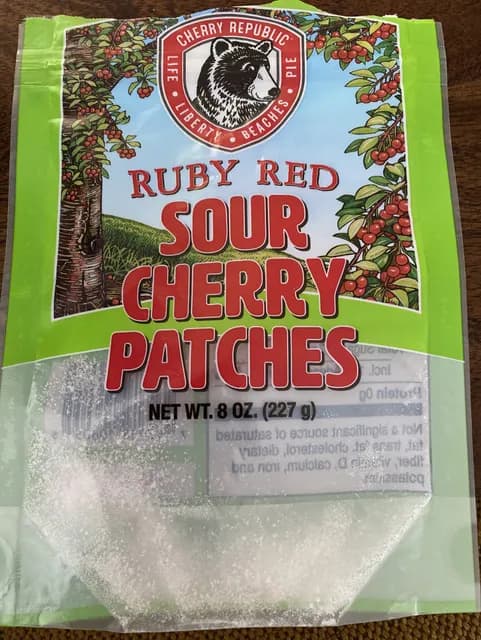 CHERRY REPUBLIC
LIFE • LIBERTY • BEACHES • PIE
RUBY RED
SOUR
CHERRY
PATCHES
NET WT. 8 OZ. (227 g)
Incl.
Protein 0g
Not a significant source of saturated
fat, trans fat, cholesterol, dietary
fiber, vitamin D, calcium, iron and
potassium